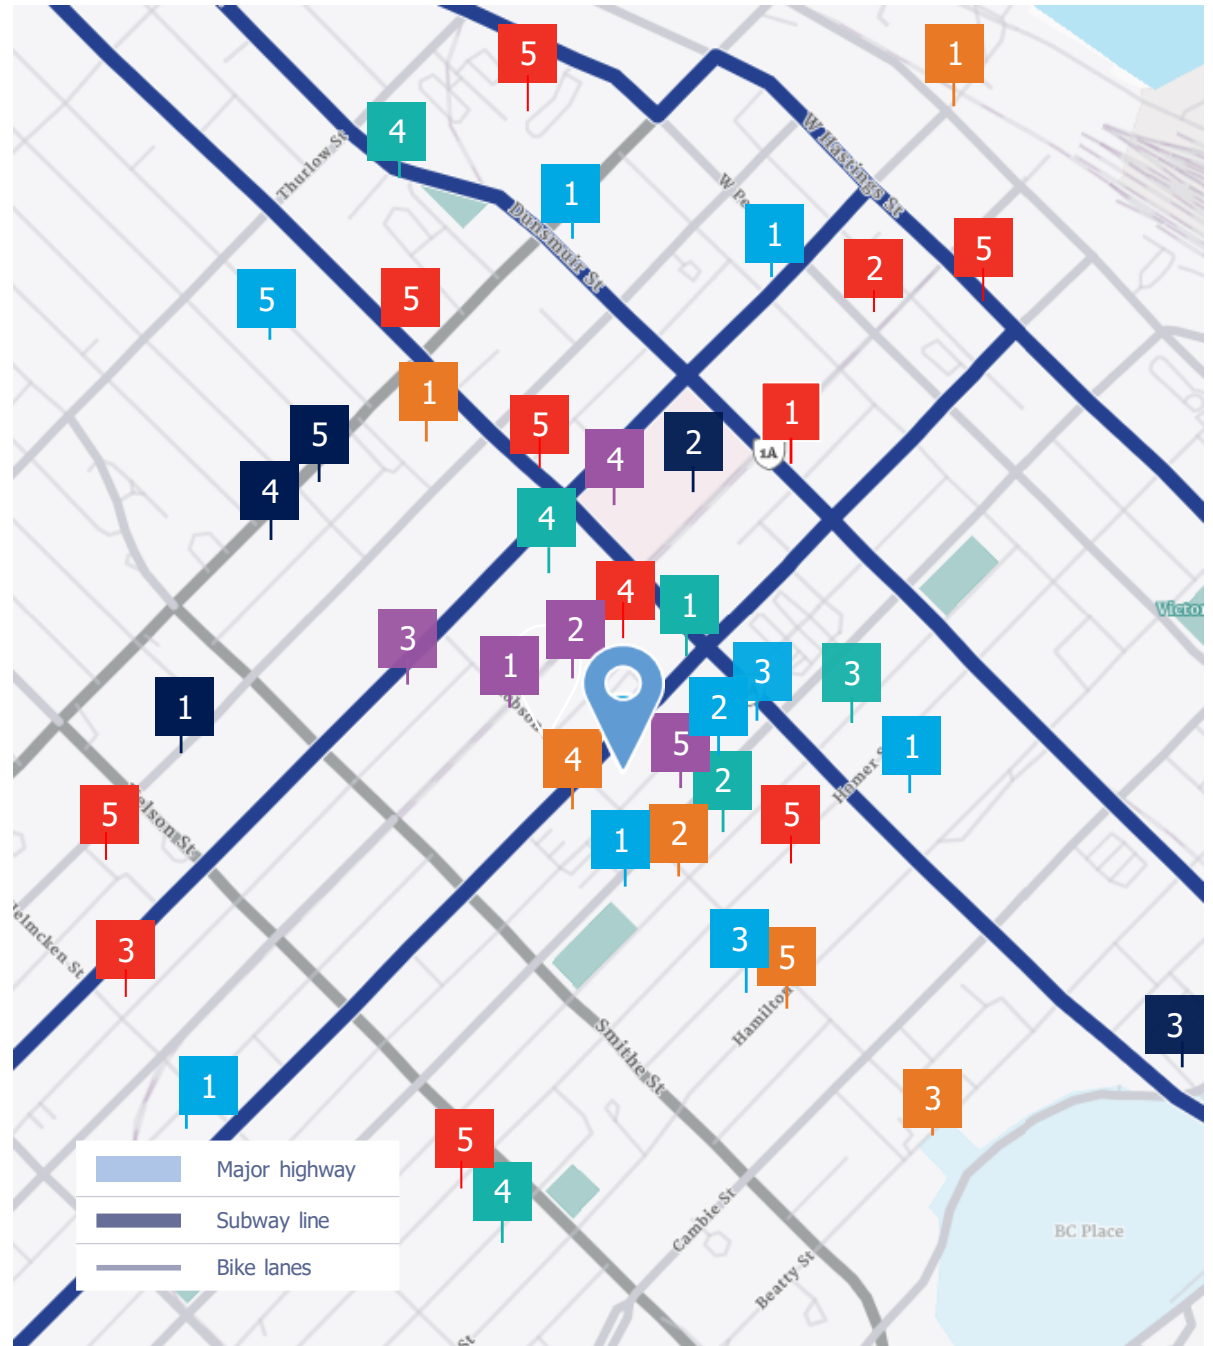 5
1
4
Thurlow St
W Hastings St
1
W Pe
1
Dunsmuir St
2
5
5
5
1
1
5
5
4
2
1A
4
4
4
1
Victor
2
3
1
3
3
1
2
1
5
4
2
Homer S
5
Nelson St
5
1
2
Helmcken St
3
3
5
Hamilton
3
Smithe St
1
3
5
4
Cambie St
BC Place
Beatty St
St
Major highway
Subway line
Bike lanes